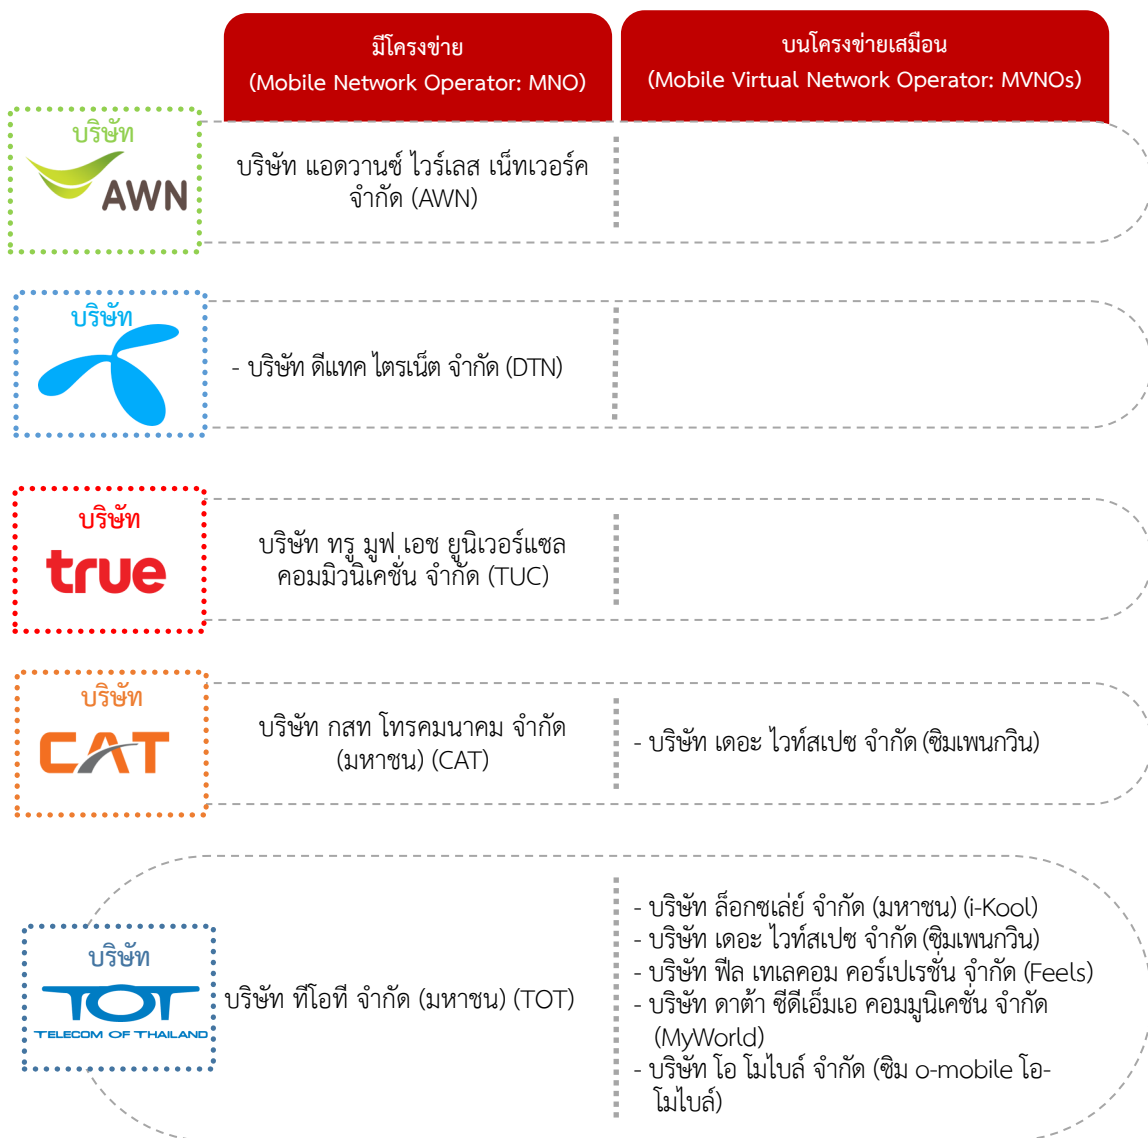 มีโครงข่าย
(Mobile Network Operator: MNO)
บนโครงข่ายเสมือน
(Mobile Virtual Network Operator: MVNOs)
บริษัท
AWN
บริษัท แอดวานซ์ ไวร์เลส เน็ทเวอร์ค
จำกัด (AWN)
บริษัท
- บริษัท ดีแทค ไตรเน็ต จำกัด (DTN)
บริษัท
true
บริษัท ทรู มูฟ เอช ยูนิเวอร์แซล
คอมมิวนิเคชั่น จำกัด (TUC)
บริษัท
CAT
บริษัท กสท โทรคมนาคม จำกัด
(มหาชน) (CAT)
- บริษัท เดอะ ไวท์สเปซ จำกัด (ซิมเพนกวิน)
บริษัท
TOT
TELECOM OF THAILAND
บริษัท ทีโอที จำกัด (มหาชน) (TOT)
- บริษัท ล็อกซเล่ย์ จำกัด (มหาชน) (i-Kool)
- บริษัท เดอะ ไวท์สเปซ จำกัด (ซิมเพนกวิน)
- บริษัท ฟีล เทเลคอม คอร์เปเรชั่น จำกัด (Feels)
- บริษัท ดาต้า ซีดีเอ็มเอ คอมมูนิเคชั่น จำกัด
(MyWorld)
- บริษัท โอ โมไบล์ จำกัด (ซิม o-mobile โอ-
โมไบล์)